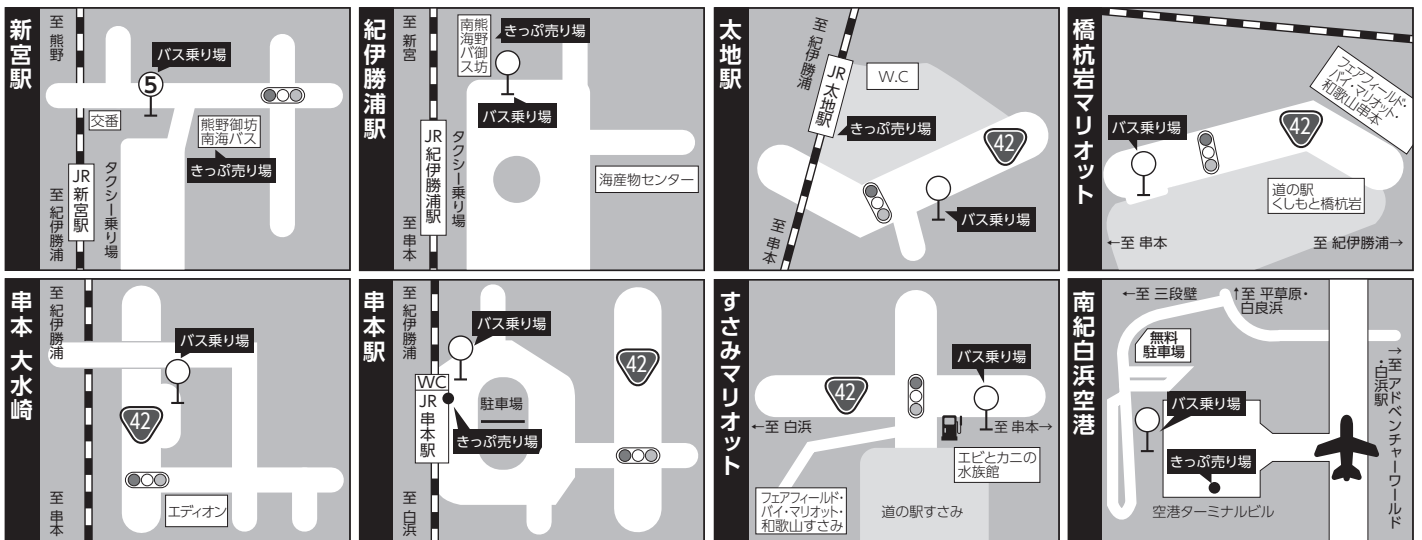 新宮駅
至 熊野
バス乗り場
5
交番
熊野御坊
南海バス
きっぷ売り場
JR
新宮駅
タクシー乗り場
至 紀伊勝浦
紀伊勝浦駅
至 新宮
南海バス
熊野御坊
きっぷ売り場
バス乗り場
JR
紀伊勝浦駅
タクシー乗り場
海産物センター
至 串本
太地駅
至 紀伊勝浦
JR
太地駅
W.C
きっぷ売り場
42
バス乗り場
至 串本
橋杭岩マリオット
フェアフィールド・
バイ・マリオット・
和歌山串本
バス乗り場
42
道の駅
くしもと橋杭岩
←至 串本
至 紀伊勝浦→
串本 大水崎
至 紀伊勝浦
バス乗り場
42
エディオン
至 串本
串本駅
至 紀伊勝浦
バス乗り場
WC
JR
串本駅
駐車場
きっぷ売り場
42
至 白浜
すさみマリオット
バス乗り場
42
←至 白浜
至 串本→
エビとカニの
水族館
フェアフィールド・
バイ・マリオット・
和歌山すさみ
道の駅すさみ
南紀白浜空港
←至 三段壁
↑至 平草原・
白良浜
無料
駐車場
→至 アドベンチャーワールド
・白浜駅
バス乗り場
きっぷ売り場
空港ターミナルビル